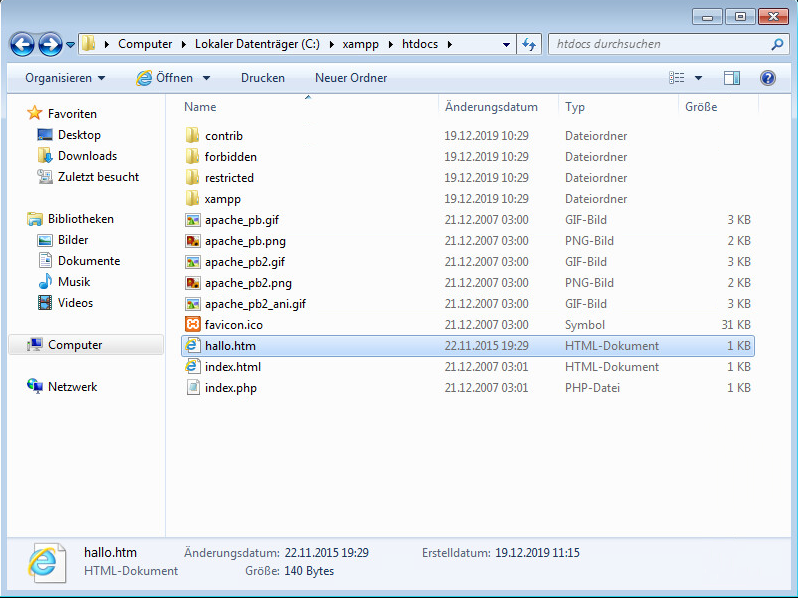 Computer Lokaler Datenträger (C:) xampp htdocs htdocs durchsuchen
Organisieren Öffnen Drucken Neuer Ordner
Name Änderungsdatum Typ Größe
Favoriten
Desktop
Downloads
Zuletzt besucht
Bibliotheken
Bilder
Dokumente
Musik
Videos
Computer
Netzwerk
contrib 19.12.2019 10:29 Dateiordner
forbidden 19.12.2019 10:29 Dateiordner
restricted 19.12.2019 10:29 Dateiordner
xampp 19.12.2019 10:29 Dateiordner
apache_pb.gif 21.12.2007 03:00 GIF-Bild 3 KB
apache_pb.png 21.12.2007 03:00 PNG-Bild 2 KB
apache_pb2.gif 21.12.2007 03:00 GIF-Bild 3 KB
apache_pb2.png 21.12.2007 03:00 PNG-Bild 2 KB
apache_pb2_ani.gif 21.12.2007 03:00 GIF-Bild 3 KB
favicon.ico 21.12.2007 03:00 Symbol 31 KB
hallo.htm 22.11.2015 19:29 HTML-Dokument 1 KB
index.html 21.12.2007 03:01 HTML-Dokument 1 KB
index.php 21.12.2007 03:01 PHP-Datei 1 KB
hallo.htm Änderungsdatum: 22.11.2015 19:29 Erstelldatum: 19.12.2019 11:15
HTML-Dokument Größe: 140 Bytes